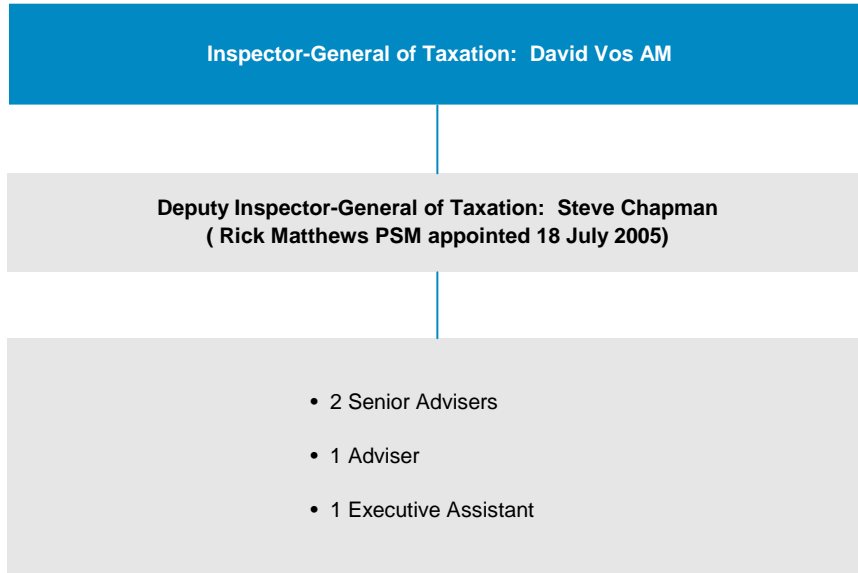 Inspector-General of Taxation:  David Vos AM
Deputy Inspector-General of Taxation:  Steve Chapman
( Rick Matthews PSM appointed 18 July 2005)
• 2 Senior Advisers
• 1 Adviser
• 1 Executive Assistant